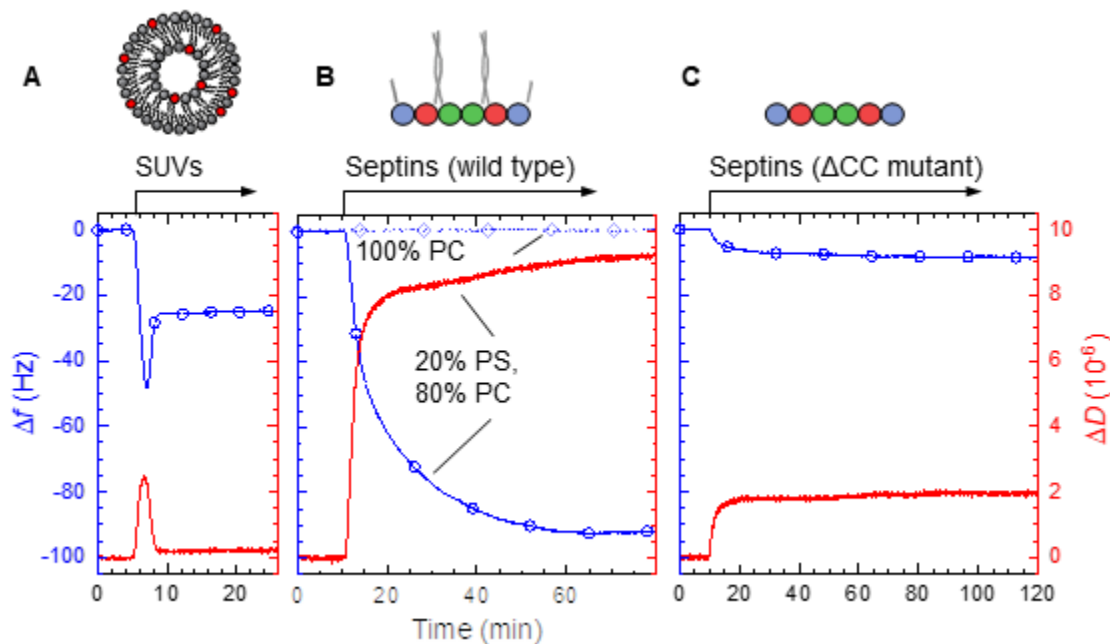 A
B
C
SUVs
Septins (wild type)
Septins (ΔCC mutant)
0
-20
-40
-60
-80
-100
Δf (Hz)
100% PC
20% PS,
80% PC
10
8
6
4
2
0
ΔD (10-6)
0 10 20
0 20 40 60
0 20 40 60 80 100 120
Time (min)